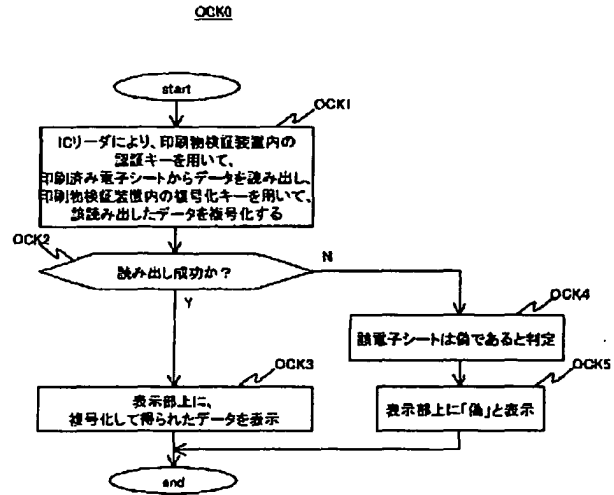 OCK0
start
OCK1
ICリーダにより、印刷物検証装置内の
認証キーを用いて、
印刷済み電子シートからデータを読み出し、
印刷物検証装置内の復号化キーを用いて、
該読み出したデータを復号化する
OCK2
読み出し成功か？
N
Y
OCK4
該電子シートは偽であると判定
OCK3
OCK5
表示部上に、
復号化して得られたデータを表示
表示部上に「偽」と表示
end